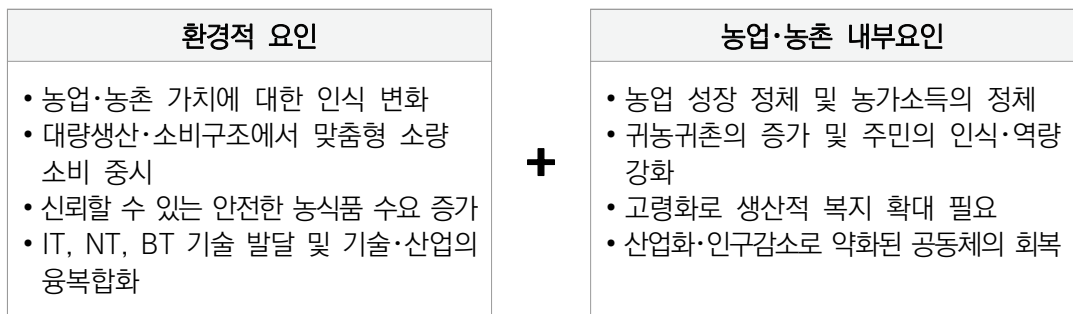 환경적 요인
• 농업·농촌 가치에 대한 인식 변화
• 대량생산·소비구조에서 맞춤형 소량
소비 중시
• 신뢰할 수 있는 안전한 농식품 수요 증가
• IT, NT, BT 기술 발달 및 기술·산업의
융복합화
+
농업·농촌 내부요인
• 농업 성장 정체 및 농가소득의 정체
• 귀농귀촌의 증가 및 주민의 인식·역량
강화
• 고령화로 생산적 복지 확대 필요
• 산업화·인구감소로 약화된 공동체의 회복